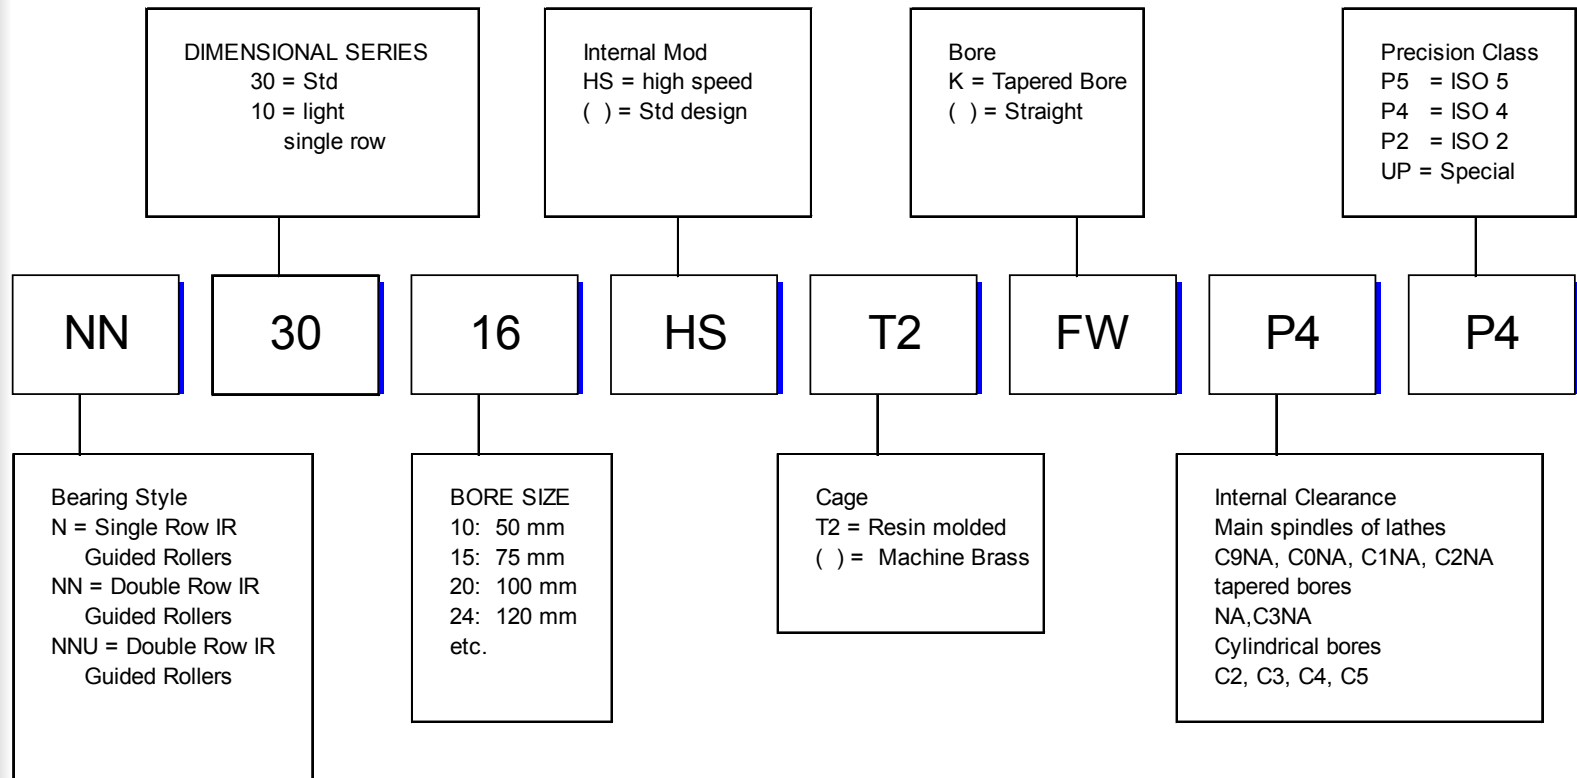 DIMENSIONAL SERIES
30 = Std
10 = light
single row
Internal Mod
HS = high speed
( ) = Std design
Bore
K = Tapered Bore
( ) = Straight
Precision Class
P5 = ISO 5
P4 = ISO 4
P2 = ISO 2
UP = Special
NN 30 16 HS T2 FW P4 P4
Bearing Style
N = Single Row IR
Guided Rollers
NN = Double Row IR
Guided Rollers
NNU = Double Row IR
Guided Rollers
BORE SIZE
10: 50 mm
15: 75 mm
20: 100 mm
24: 120 mm
etc.
Cage
T2 = Resin molded
( ) = Machine Brass
Internal Clearance
Main spindles of lathes
C9NA, C0NA, C1NA, C2NA
tapered bores
NA,C3NA
Cylindrical bores
C2, C3, C4, C5